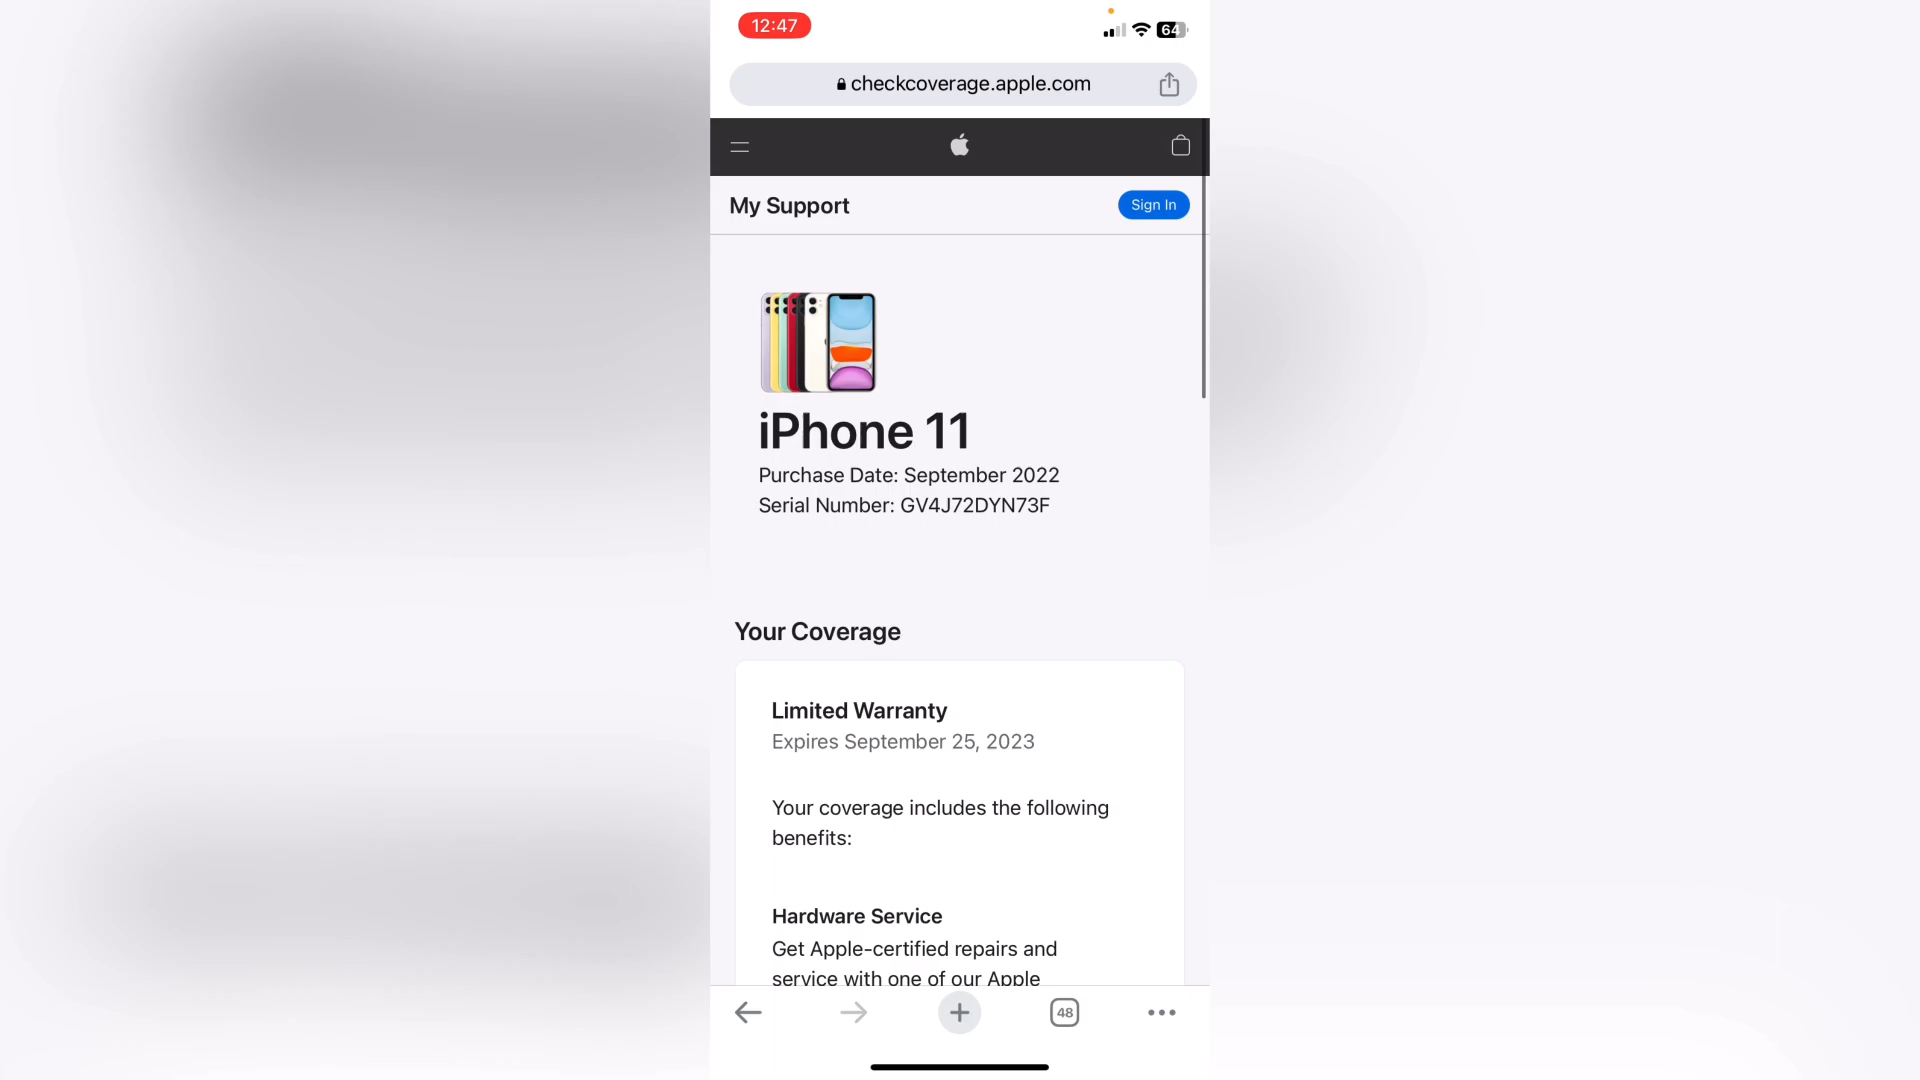 12:47
64
checkcoverage.apple.com
My Support
Sign In
iPhone 11
Purchase Date: September 2022
Serial Number: GV4J72DYN73F
Your Coverage
Limited Warranty
Expires September 25, 2023
Your coverage includes the following
benefits:
Hardware Service
Get Apple-certified repairs and
service with one of our Apple
48